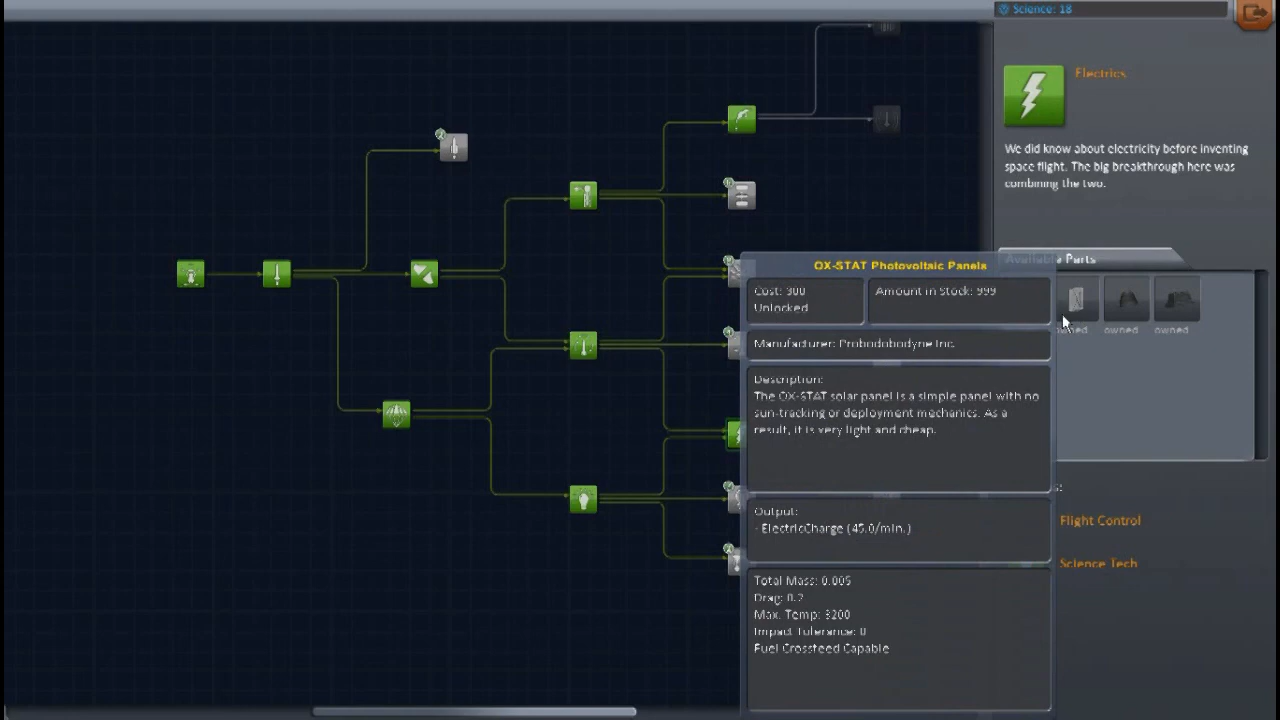 Science: 18
Electrics
We did know about electricity before inventing
space flight. The big breakthrough here was
combining the two.
Available Parts
owned
owned
OX-STAT Photovoltaic Panels
Cost: 300
Unlocked
Amount in Stock: 999
Manufacturer: Probodobodyne Inc.
Description:
The OX-STAT solar panel is a simple panel with no
sun-tracking or deployment mechanics. As a
result, it is very light and cheap.
Output:
- ElectricCharge (45.0/min.)
Total Mass: 0.005
Drag: 0.2
Max. Temp: 3200
Impact Tolerance: 0
Fuel Crossfeed Capable
Flight Control
Science Tech